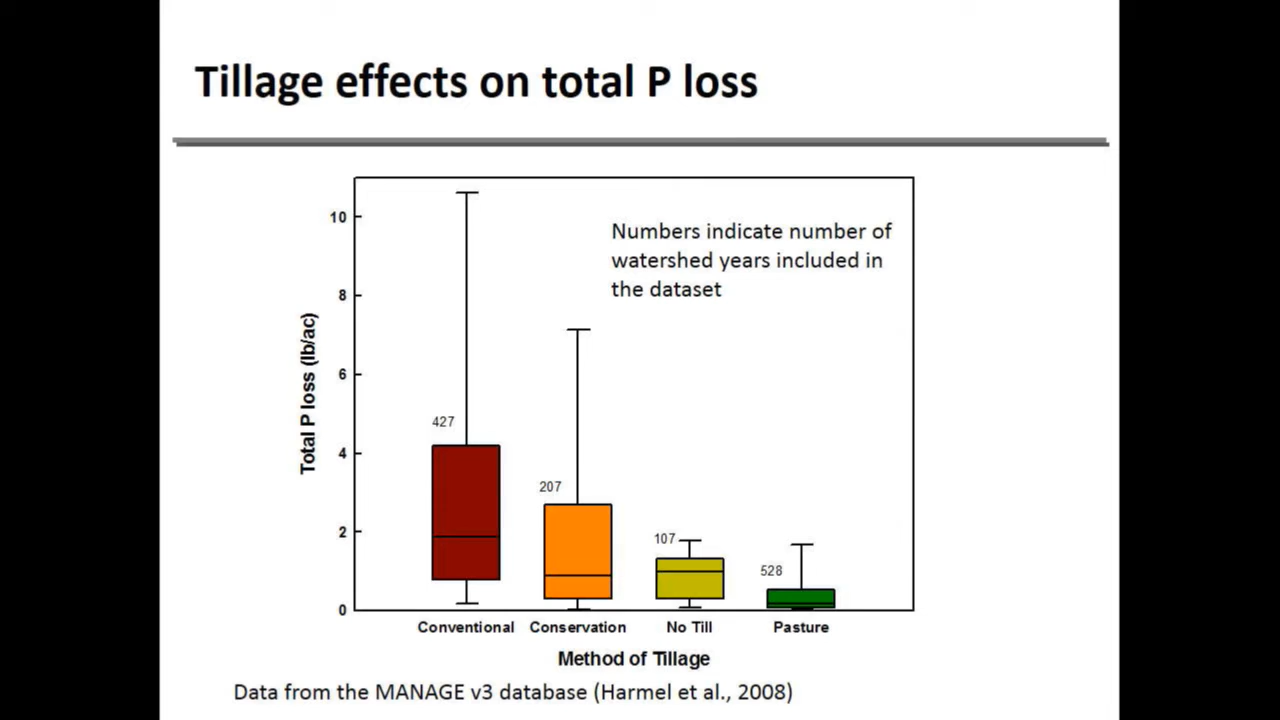 Tillage effects on total P loss
Numbers indicate number of
watershed years included in
the dataset
Total P loss (lb/ac)
10
8
6
4
2
0
427
207
107
528
Conventional
Conservation
No Till
Pasture
Method of Tillage
Data from the MANAGE v3 database (Harmel et al., 2008)